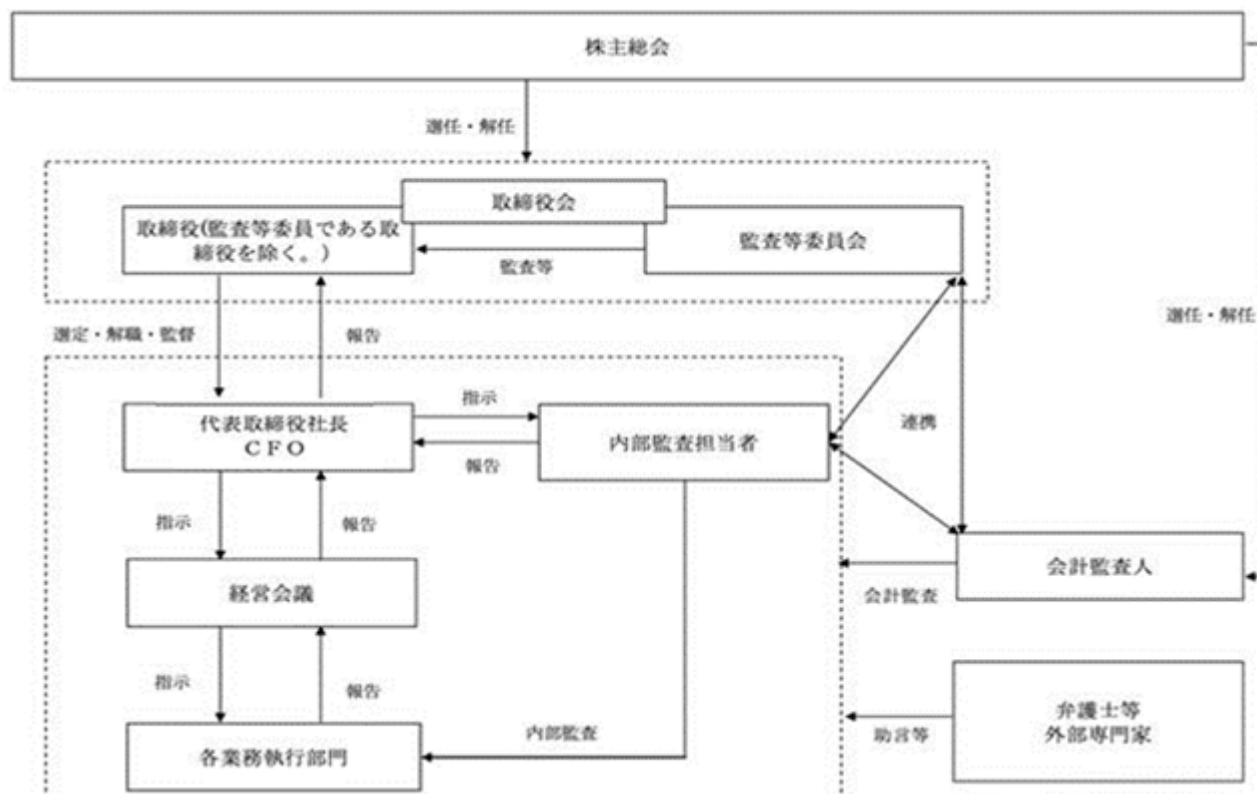 株主総会
選任・解任
取締役会
取締役(監査等委員である取
締役を除く。)
監査等委員会
監査等
選任・解任
選定・解職・監督
報告
代表取締役社長
CFO
指示
報告
内部監査担当者
連携
指示
報告
経営会議
会計監査人
会計監査
指示
報告
内部監査
各業務執行部門
助言等
弁護士等
外部専門家